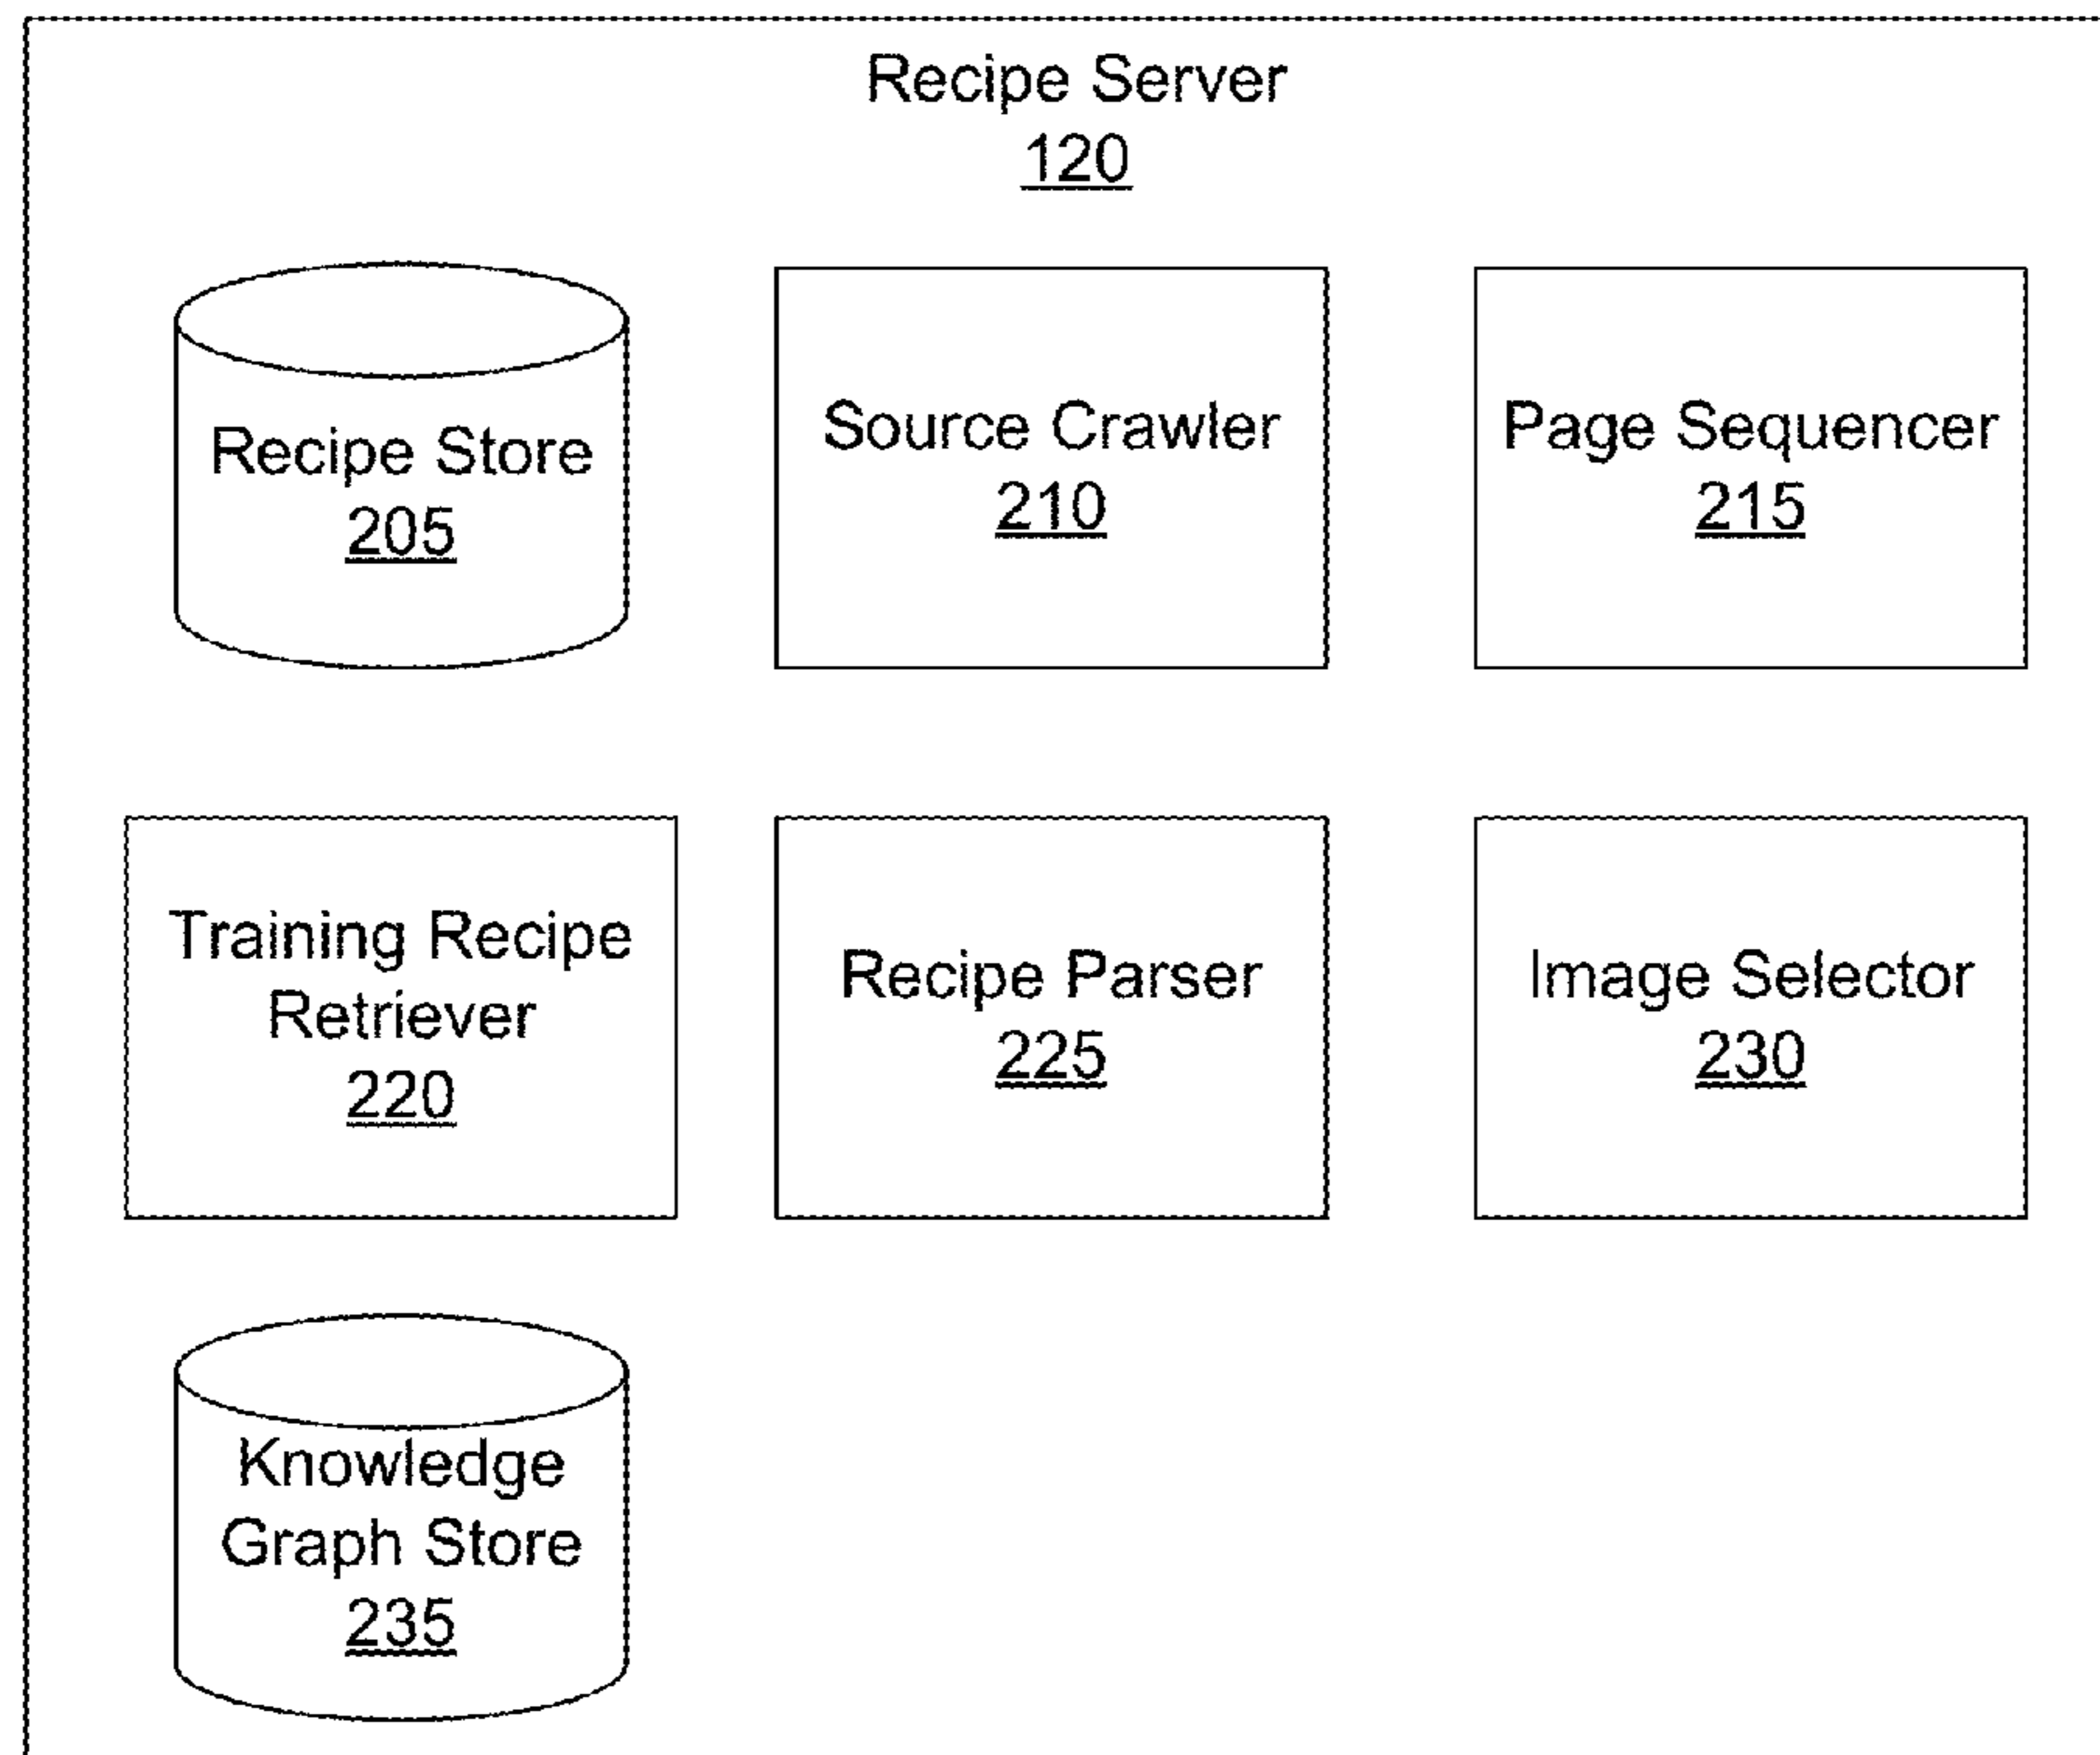 Recipe Server
120
Recipe Store
205
Source Crawler
210
Page Sequencer
215
Training Recipe
Retriever
220
Recipe Parser
225
Image Selector
230
Knowledge
Graph Store
235